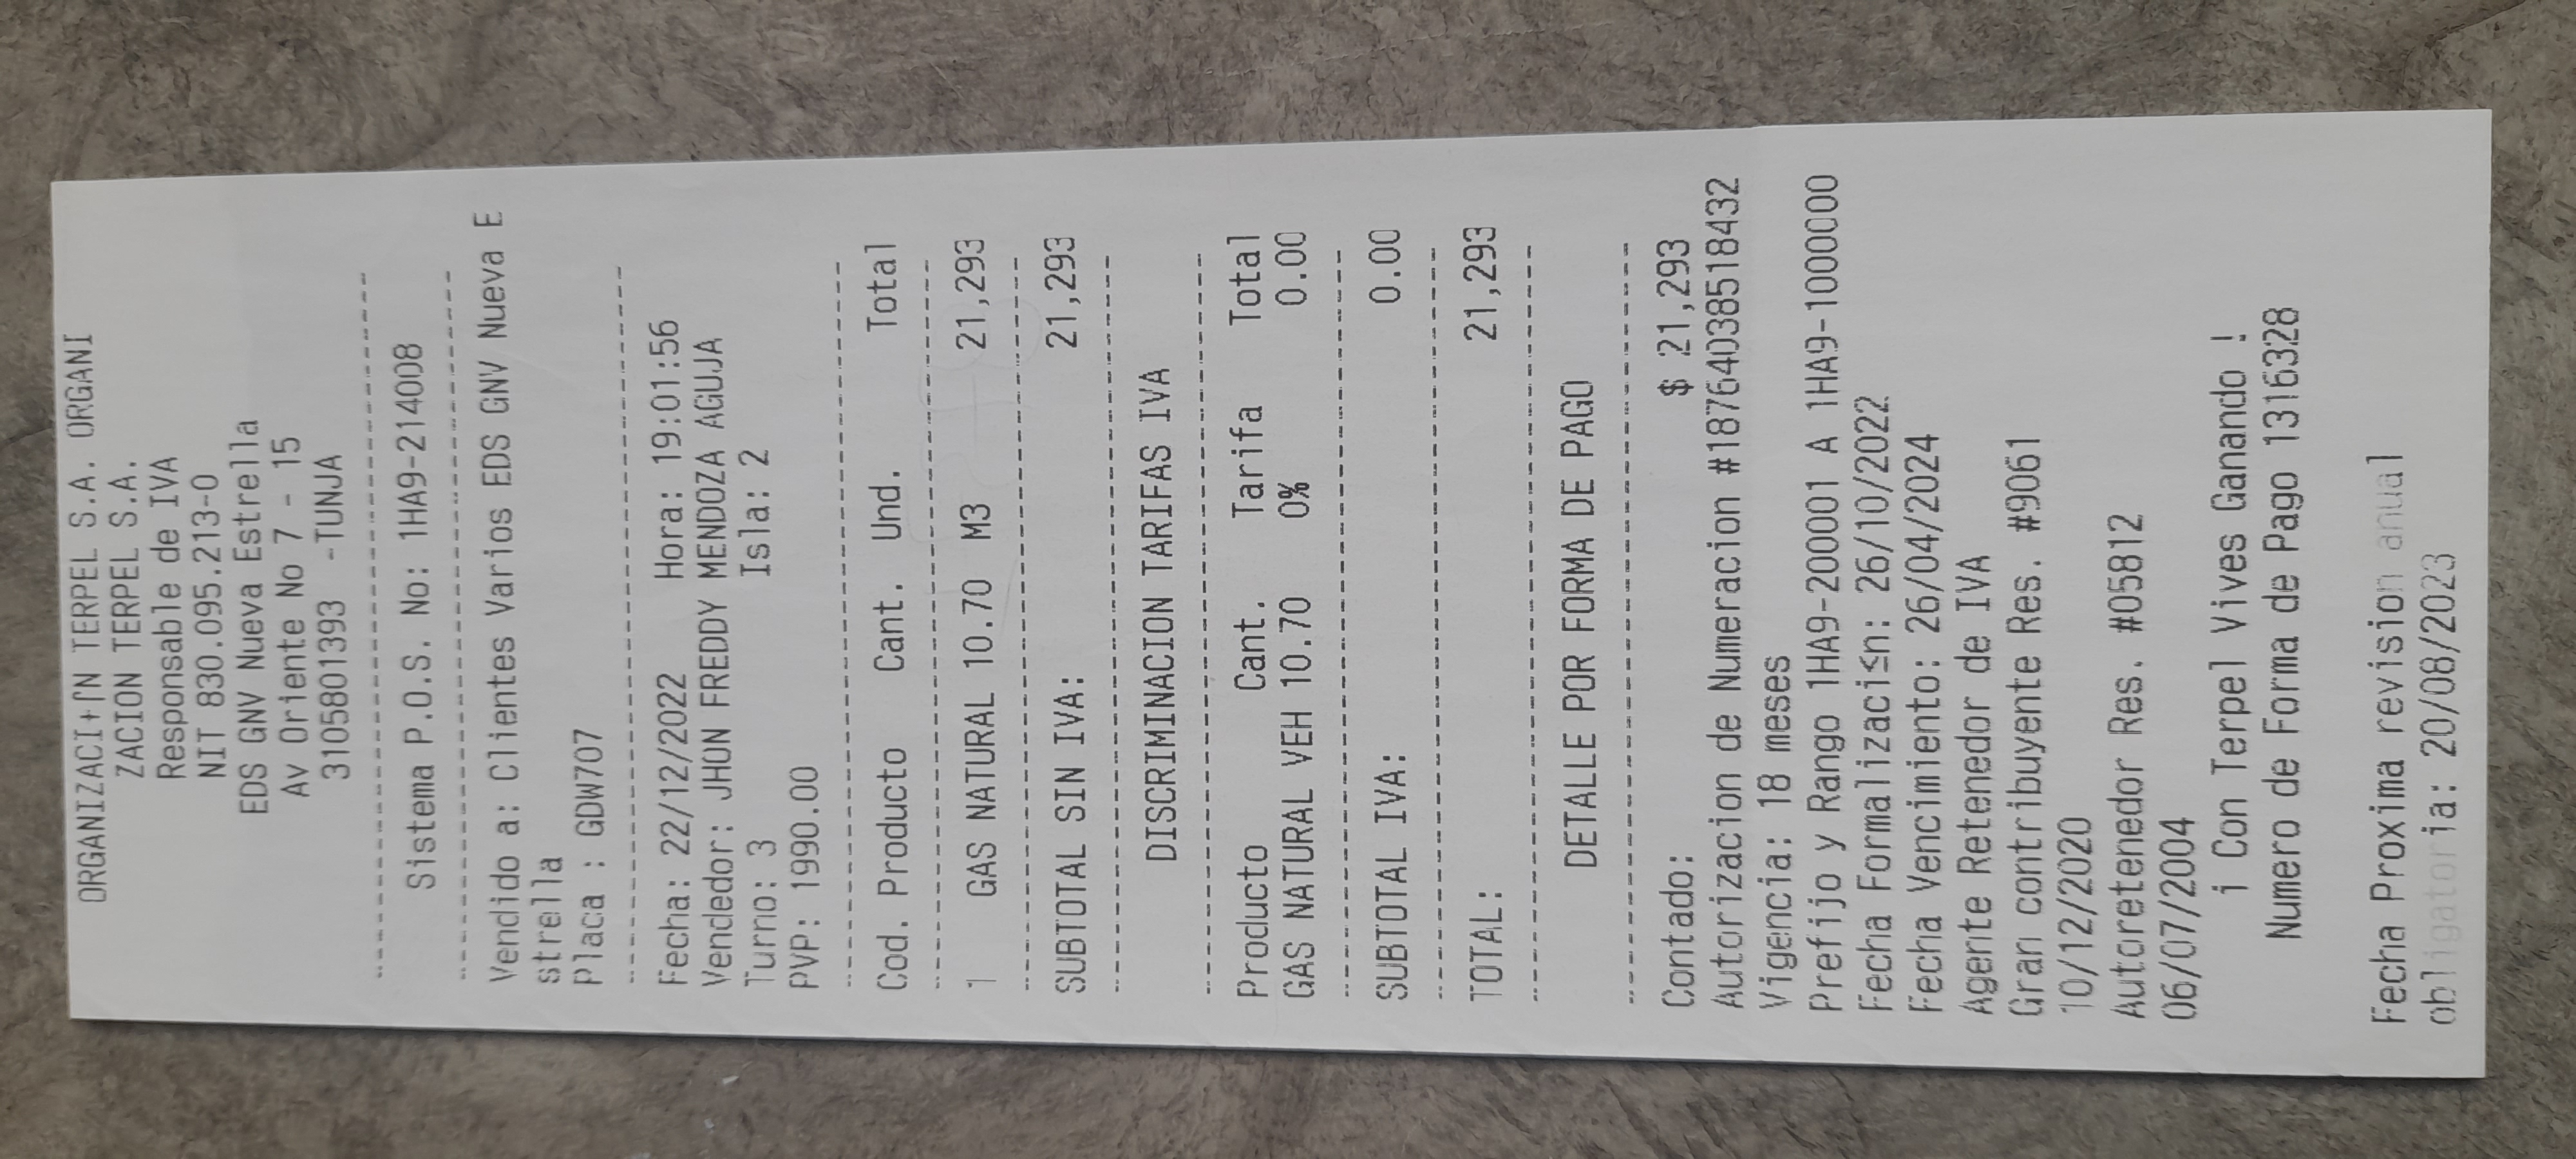 ORGANIZACI+ΓN TERPEL S.A. ORGANI
ZACION TERPEL S.A.
Responsable de IVA
NIT 830.095.213-0
EDS GNV Nueva Estrella
Av Oriente No 7 - 15
3105801393 -TUNJA
----------------------------------------
Sistema P.O.S. No: 1HA9-214008
----------------------------------------
Vendido a: Clientes Varios EDS GNV Nueva E
strella
Placa : GDW707
----------------------------------------
Fecha: 22/12/2022 Hora: 19:01:56
Vendedor: JHON FREDDY MENDOZA AGUJA
Turno: 3 Isla: 2
PVP: 1990.00
----------------------------------------
Cod. Producto Cant. Und. Total
----------------------------------------
1 GAS NATURAL 10.70 M3 21,293
----------------------------------------
SUBTOTAL SIN IVA: 21,293
----------------------------------------
DISCRIMINACION TARIFAS IVA
----------------------------------------
Producto Cant. Tarifa Total
GAS NATURAL VEH 10.70 0% 0.00
----------------------------------------
SUBTOTAL IVA: 0.00
----------------------------------------
TOTAL: 21,293
----------------------------------------
DETALLE POR FORMA DE PAGO
----------------------------------------
Contado: $ 21,293
Autorizacion de Numeracion #18764038518432
Vigencia: 18 meses
Prefijo y Rango 1HA9-200001 A 1HA9-1000000
Fecha Formalizaci≤n: 26/10/2022
Fecha Vencimiento: 26/04/2024
Agente Retenedor de IVA
Gran contribuyente Res. #9061
10/12/2020
Autoretenedor Res. #05812
06/07/2004
¡ Con Terpel Vives Ganando !
Numero de Forma de Pago 1316328
Fecha Proxima revision anual
obligatoria: 20/08/2023